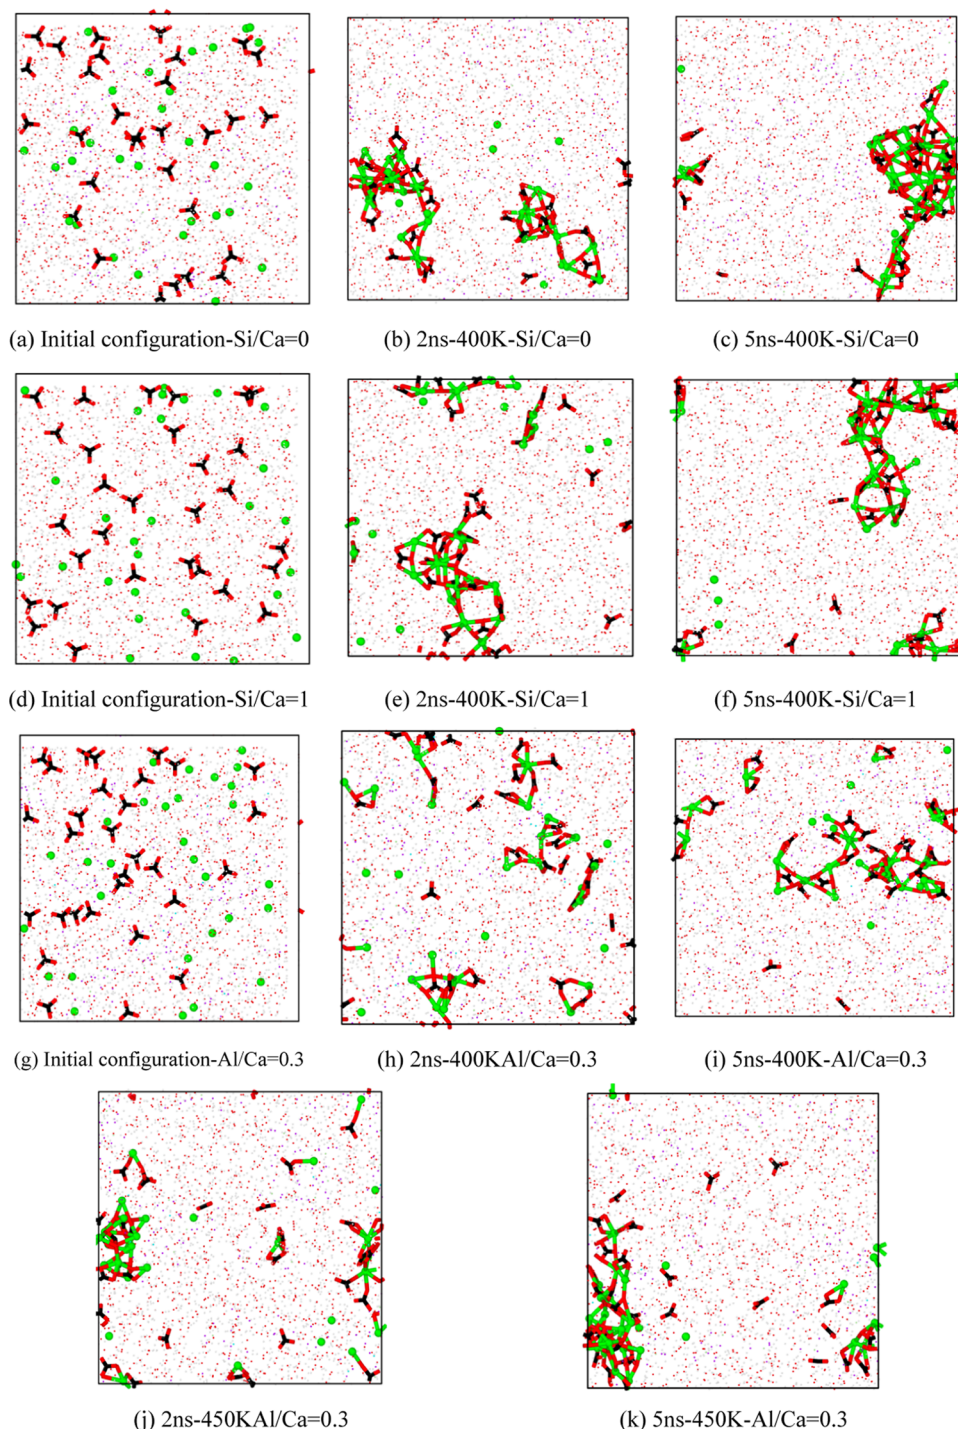 (a) Initial configuration-Si/Ca=0
(b) 2ns-400K-Si/Ca=0
(c) 5ns-400K-Si/Ca=0
(d) Initial configuration-Si/Ca=1
(e) 2ns-400K-Si/Ca=1
(f) 5ns-400K-Si/Ca=1
(g) Initial configuration-Al/Ca=0.3
(h) 2ns-400KAl/Ca=0.3
(i) 5ns-400K-Al/Ca=0.3
(j) 2ns-450KAl/Ca=0.3
(k) 5ns-450K-Al/Ca=0.3